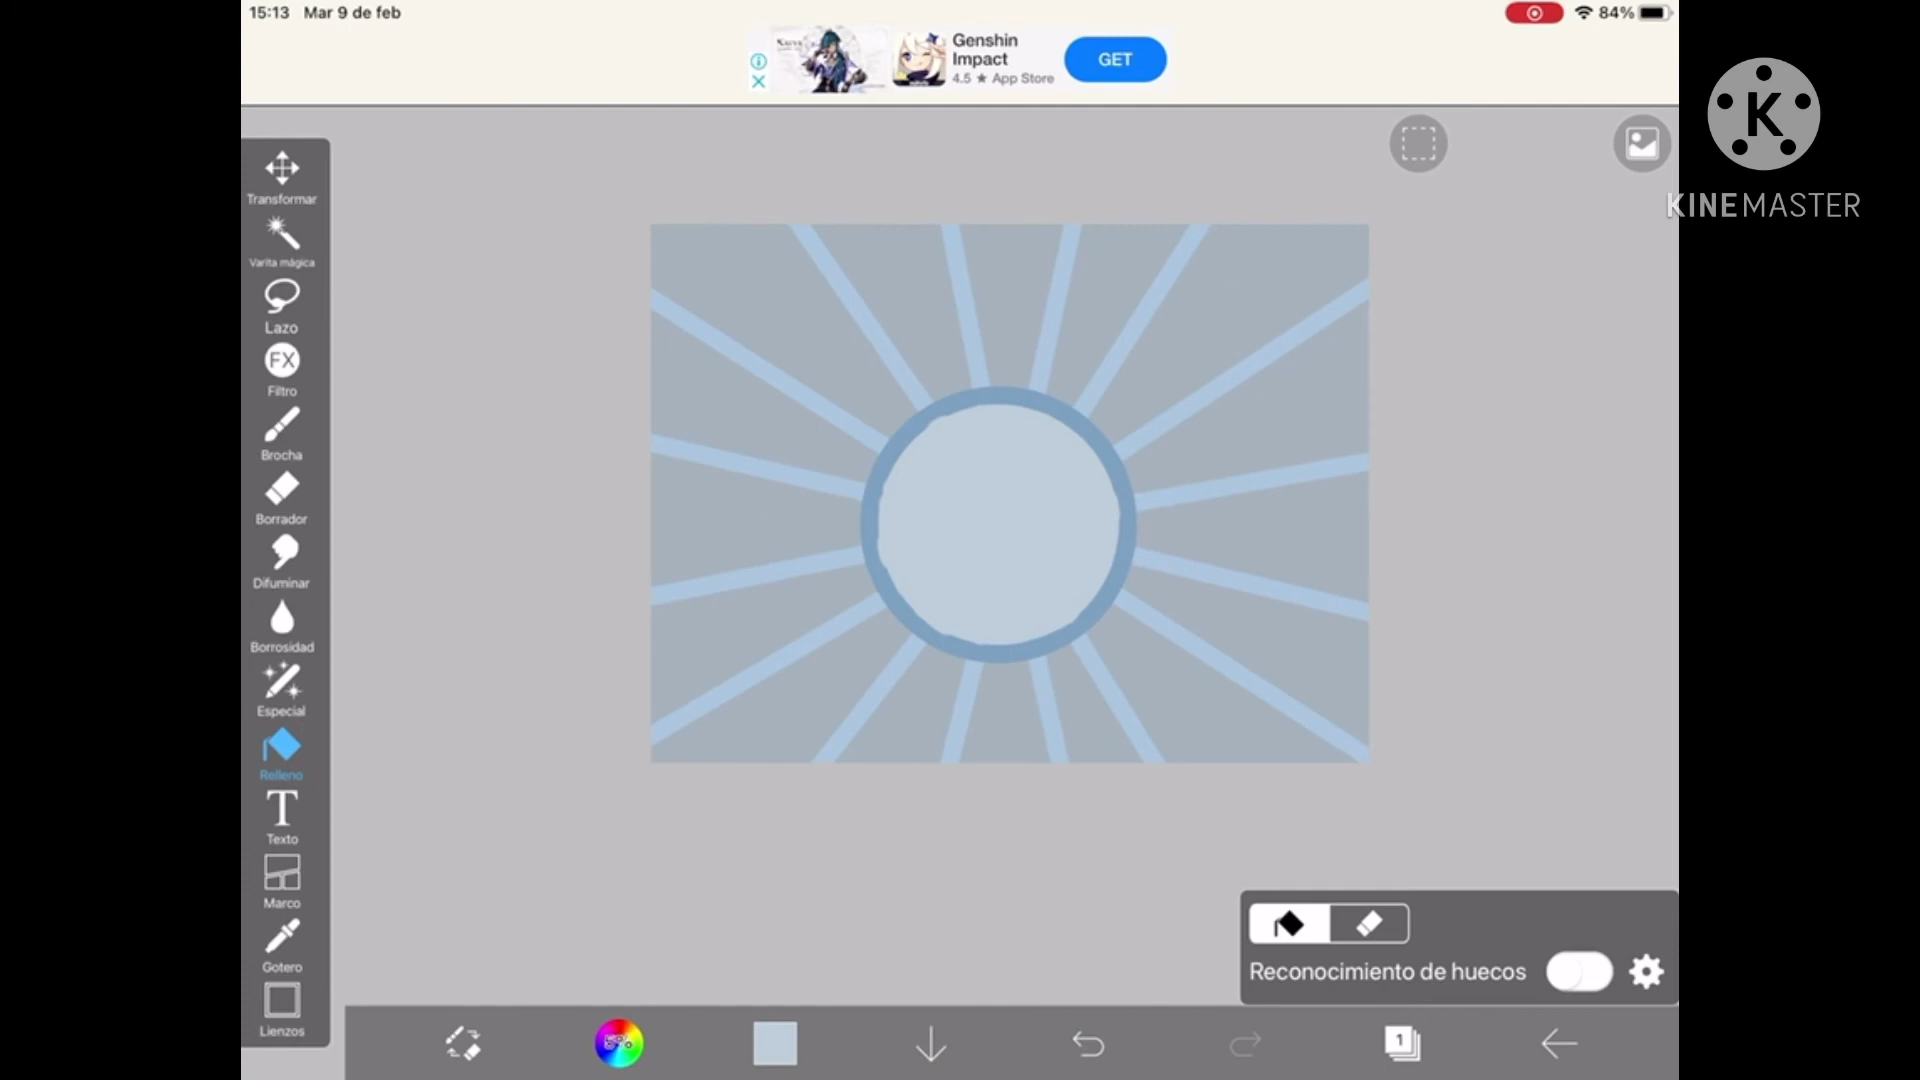 15:13 Mar 9 de feb
84%
Genshin
Impact
4.5 ★ App Store
GET
K
KINEMASTER
Transformar
Varita mágica
Lazo
FX
Filtro
Brocha
Borrador
Difuminar
Borrosidad
Especial
Relleno
T
Texto
Marco
Gotero
Lienzos
Reconocimiento de huecos
1